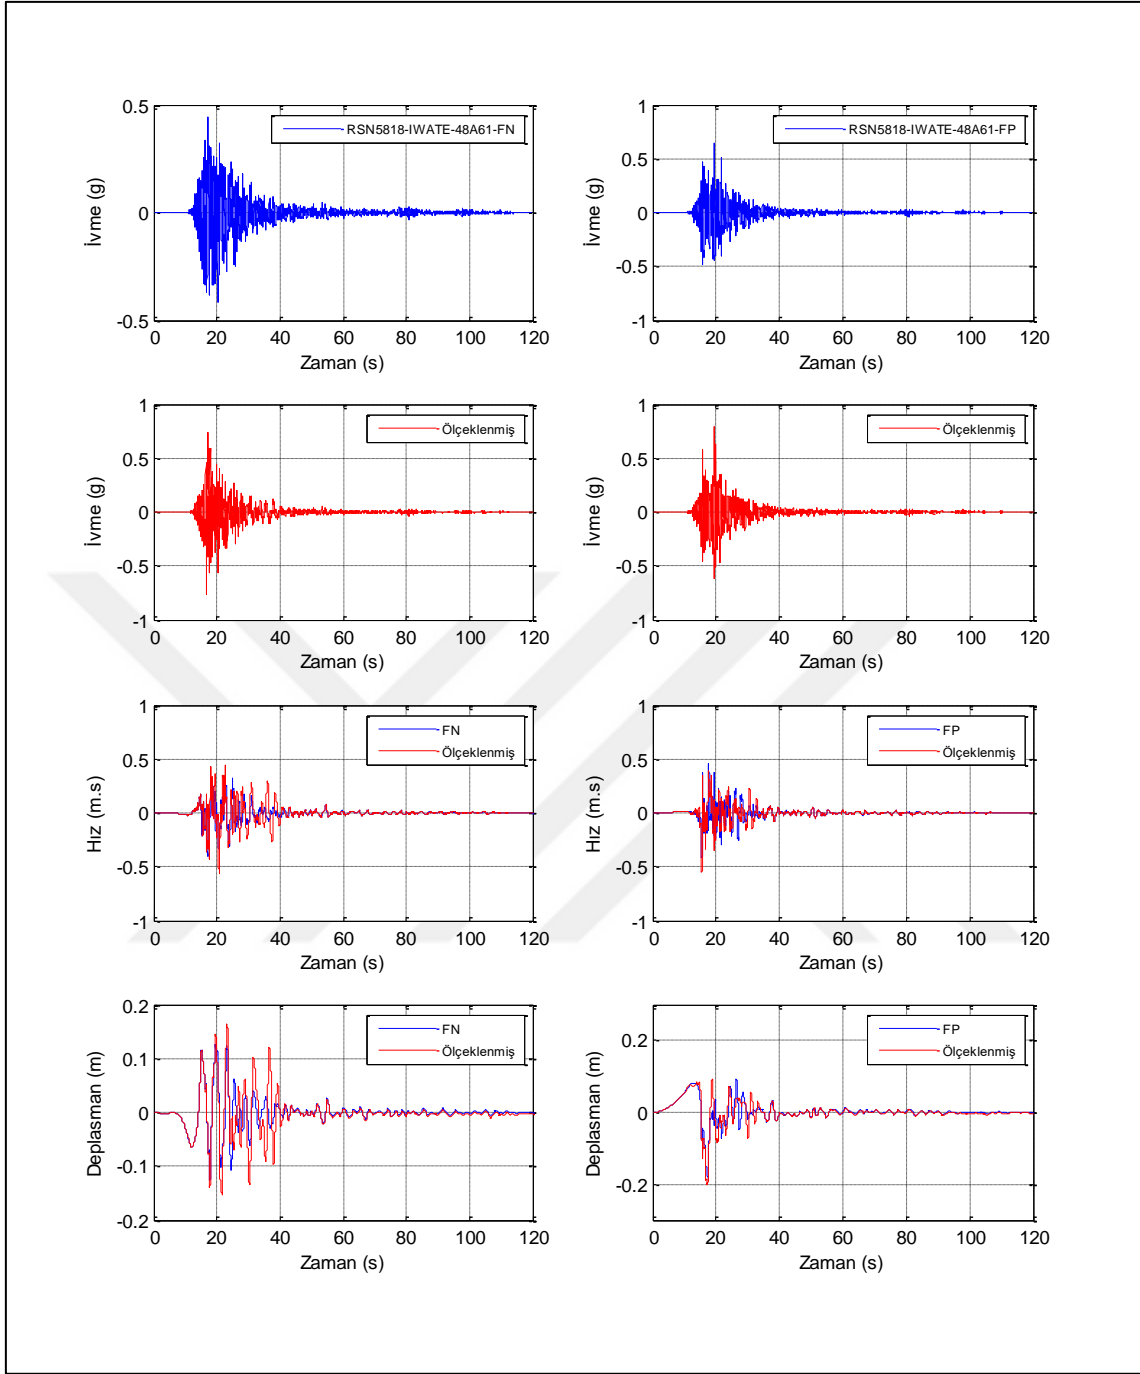 RSN5818-IWATE-48A61-FN
İvme (g)
0.5
0
-0.5
0 20 40 60 80 100 120
Zaman (s)
RSN5818-IWATE-48A61-FP
İvme (g)
1
0.5
0
-0.5
-1
0 20 40 60 80 100 120
Zaman (s)
Ölçeklenmiş
İvme (g)
1
0.5
0
-0.5
-1
0 20 40 60 80 100 120
Zaman (s)
Ölçeklenmiş
İvme (g)
1
0.5
0
-0.5
-1
0 20 40 60 80 100 120
Zaman (s)
FN
Ölçeklenmiş
Hız (m.s)
1
0.5
0
-0.5
-1
0 20 40 60 80 100 120
Zaman (s)
FP
Ölçeklenmiş
Hız (m.s)
1
0.5
0
-0.5
-1
0 20 40 60 80 100 120
Zaman (s)
FN
Ölçeklenmiş
Deplasman (m)
0.2
0.1
0
-0.1
-0.2
0 20 40 60 80 100 120
Zaman (s)
FP
Ölçeklenmiş
Deplasman (m)
0.2
0
-0.2
0 20 40 60 80 100 120
Zaman (s)